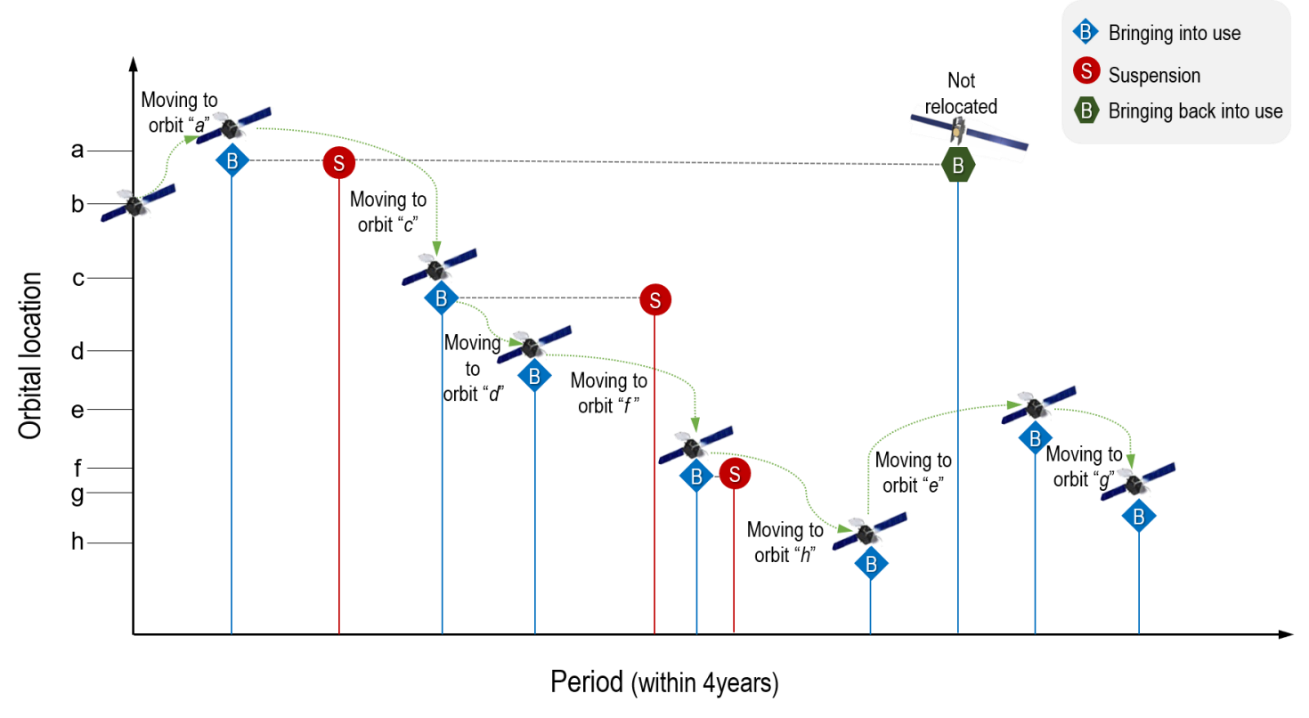 Bringing into use
Suspension
Bringing back into use
B
S
B
Not
relocated
Moving to
orbit “a”
a
B
S
B
b
Moving to
orbit “c”
c
B
S
d
Moving
to
orbit “d”
B
Moving to
orbit “f”
e
B
Moving to
orbit “g”
f
B
S
Moving to
orbit “e”
g
B
h
Moving to
orbit “h”
B
Orbital location
Period (within 4years)